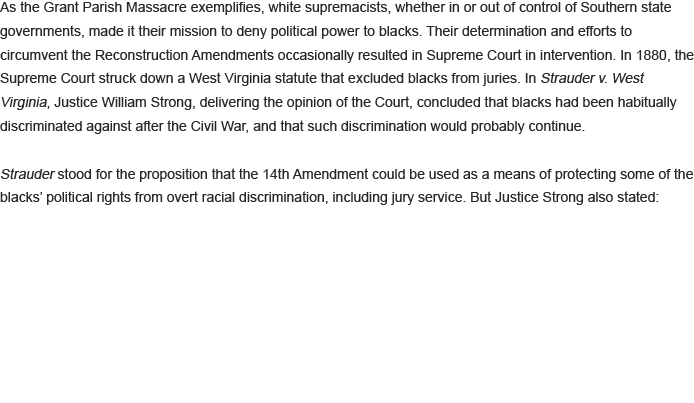 As the Grant Parish Massacre exemplifies, white supremacists, whether in or out of control of Southern state
governments, made it their mission to deny political power to blacks. Their determination and efforts to
circumvent the Reconstruction Amendments occasionally resulted in Supreme Court in intervention. In 1880, the
Supreme Court struck down a West Virginia statute that excluded blacks from juries. In Strauder v. West
Virginia, Justice William Strong, delivering the opinion of the Court, concluded that blacks had been habitually
discriminated against after the Civil War, and that such discrimination would probably continue.
Strauder stood for the proposition that the 14th Amendment could be used as a means of protecting some of the
blacks’ political rights from overt racial discrimination, including jury service. But Justice Strong also stated: